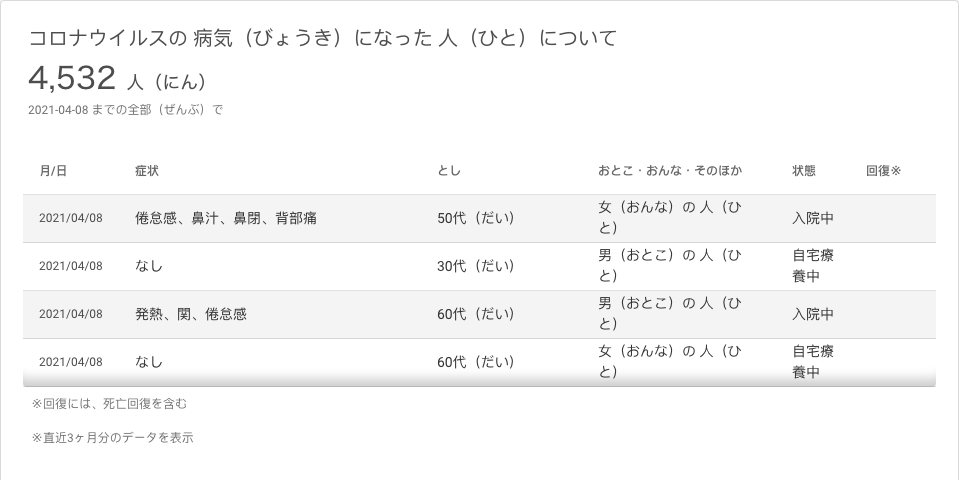 コロナウイルスの 病気（びょうき）になった 人（ひと）について
4,532 人（にん）
2021-04-08 までの全部（ぜんぶ）で
月/日 症状 とし おとこ・おんな・そのほか 状態 回復※
2021/04/08 倦怠感、鼻汁、鼻閉、背部痛 50代（だい） 女（おんな）の 人（ひ
と） 入院中
2021/04/08 なし 30代（だい） 男（おとこ）の 人（ひ
と） 自宅療
養中
2021/04/08 発熱、関、倦怠感 60代（だい） 男（おとこ）の 人（ひ
と） 入院中
2021/04/08 なし 60代（だい） 女（おんな）の 人（ひ
と） 自宅療
養中
※回復には、死亡回復を含む
※直近3ヶ月分のデータを表示